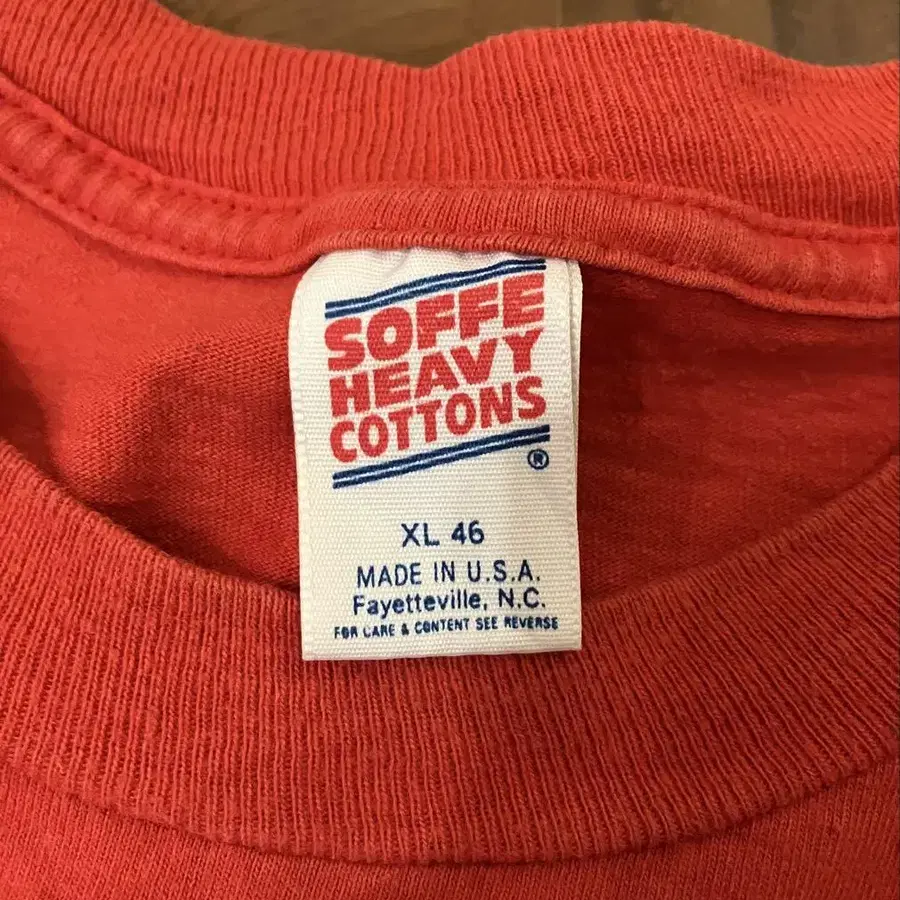 SOFFE
HEAVY
COTTONS
®
XL 46
MADE IN U.S.A.
Fayetteville, N.C.
FOR CARE & CONTENT SEE REVERSE